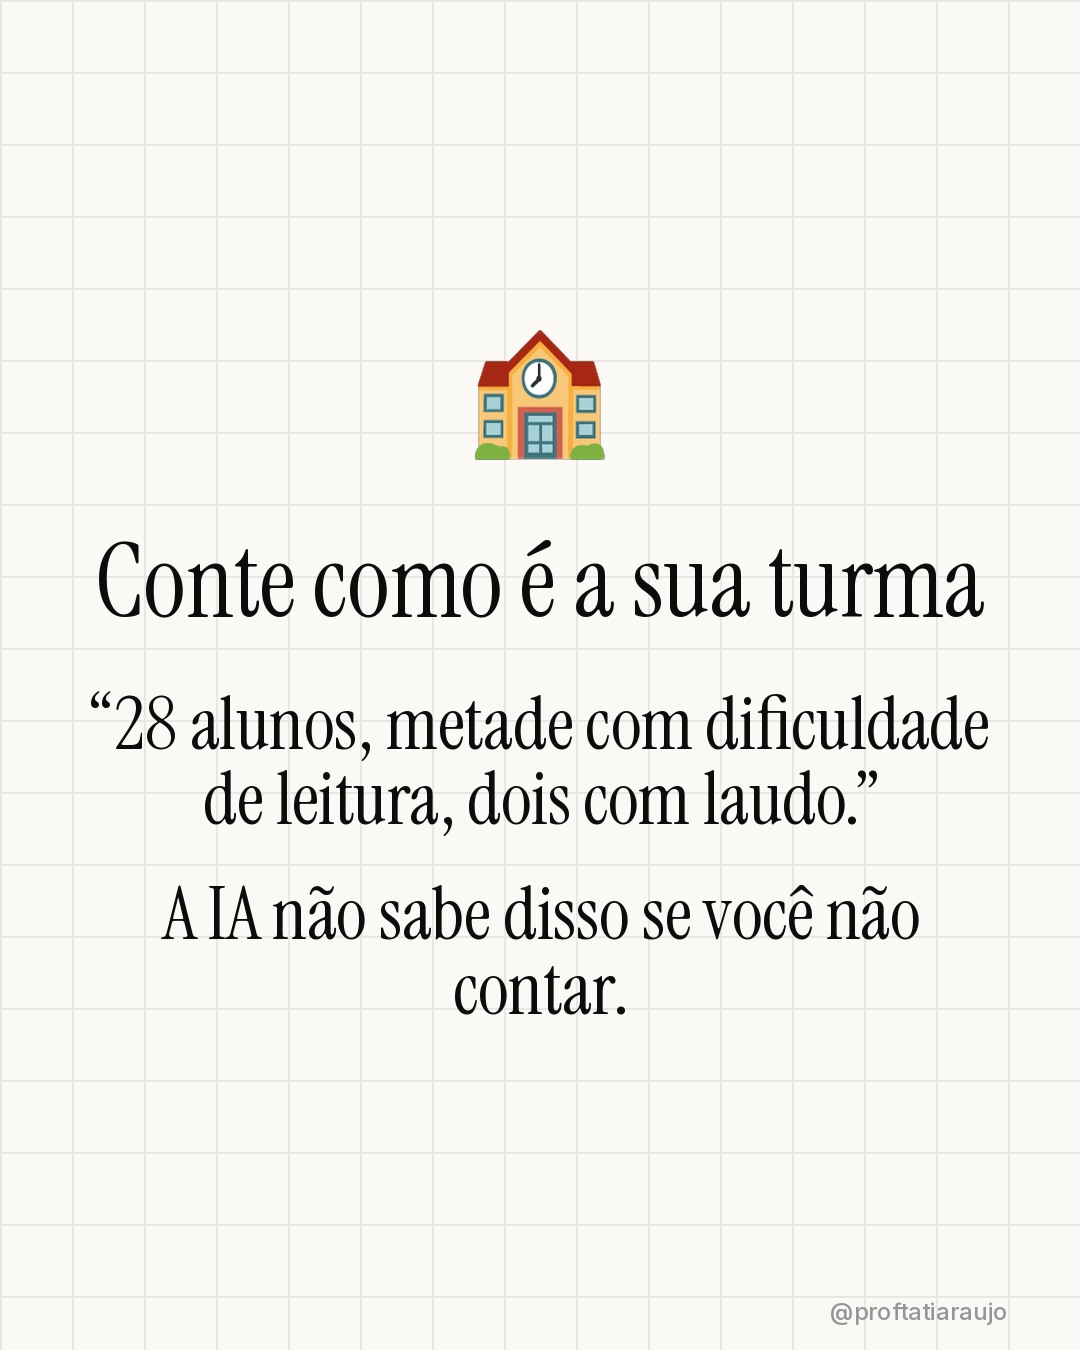 Conte como é a sua turma
“28 alunos, metade com dificuldade
de leitura, dois com laudo.”
A IA não sabe disso se você não
contar.
@proftatiaraujo